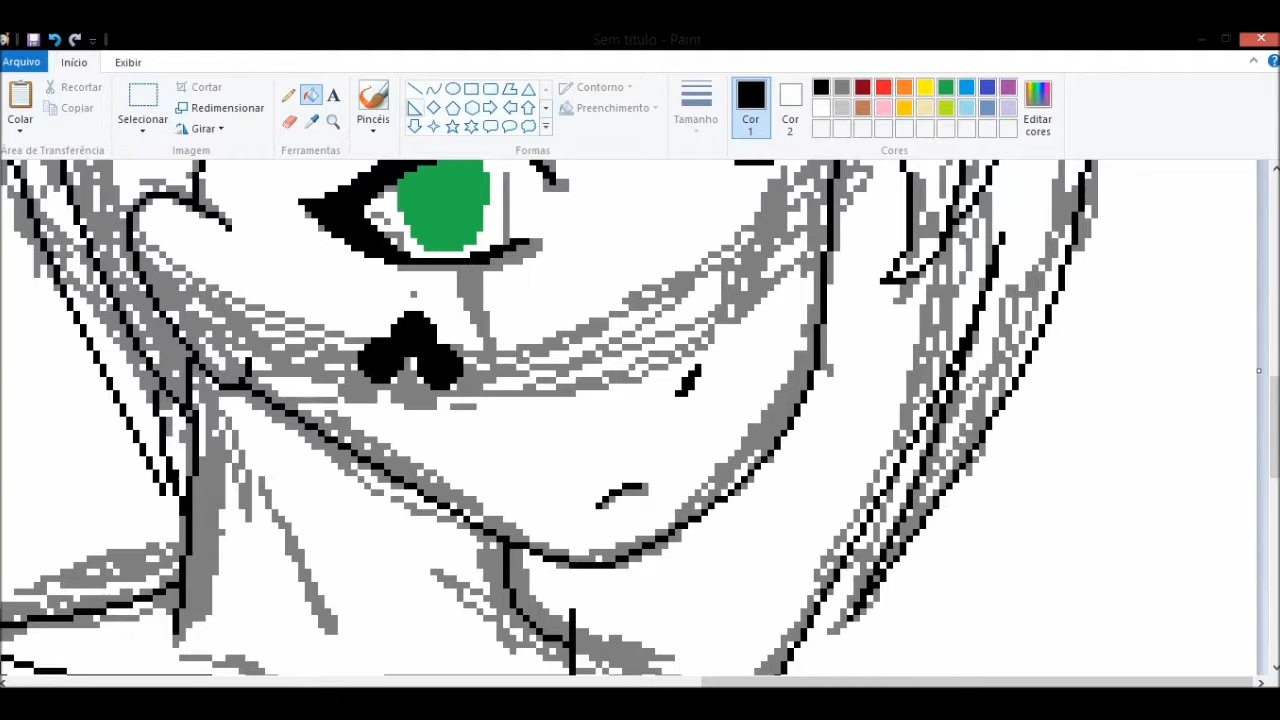 Sem título - Paint
Arquivo Início Exibir
Colar
Recortar
Copiar
Área de Transferência
Selecionar
Cortar
Redimensionar
Girar
Imagem
A
Ferramentas
Pincéis
Contorno
Preenchimento
Formas
Tamanho
Cor 1
Cor 2
Editar cores
Cores